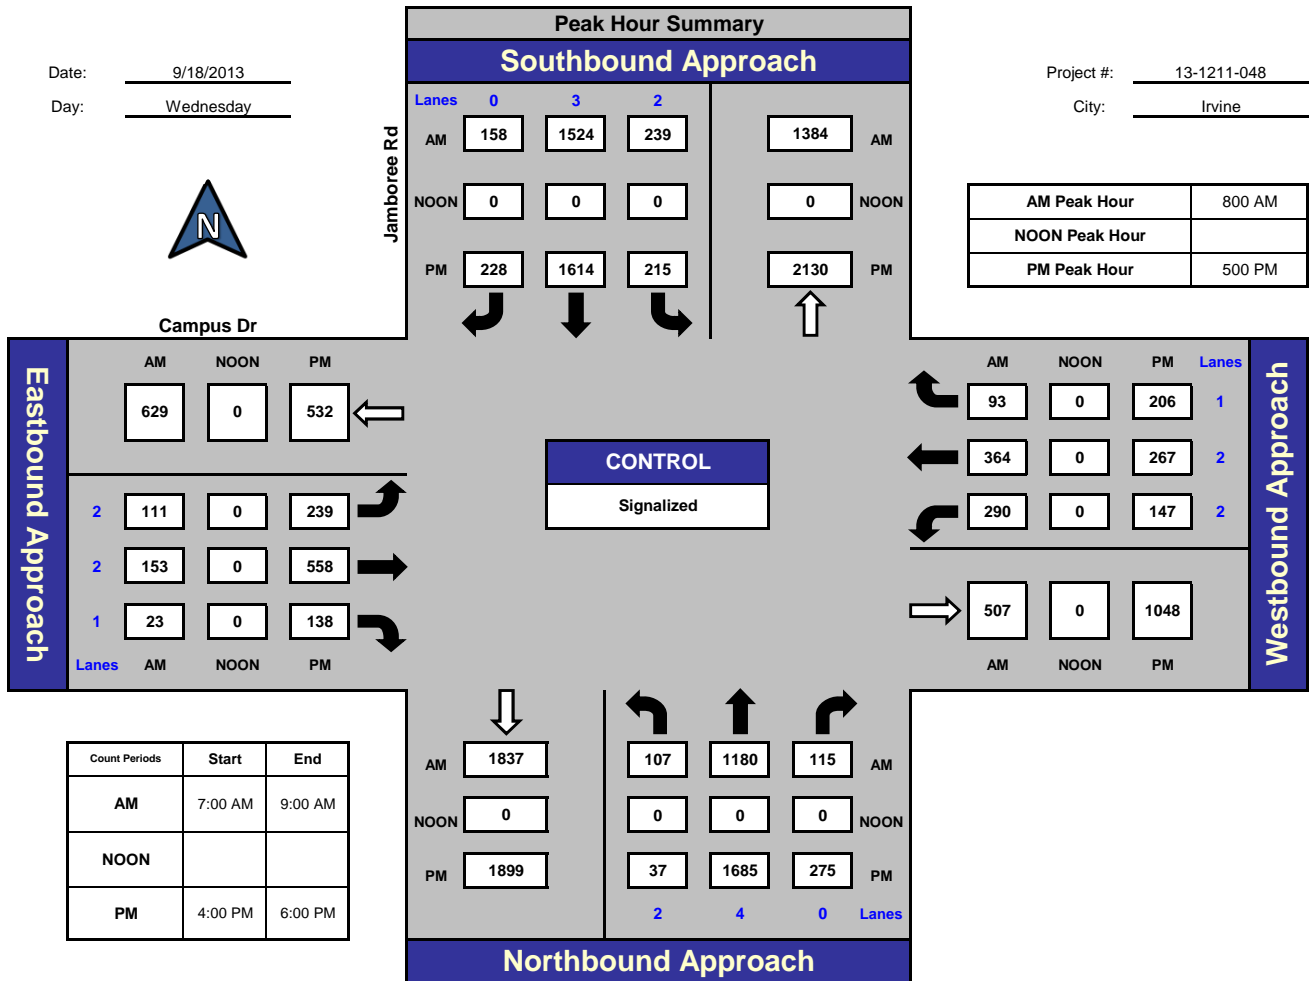 Peak Hour Summary
Southbound Approach
Date: 9/18/2013
Day: Wednesday
Project #: 13-1211-048
City: Irvine
Jamboree Rd
Lanes 0 3 2
AM 158 1524 239 1384 AM
NOON 0 0 0 0 NOON
PM 228 1614 215 2130 PM
N
AM Peak Hour 800 AM
NOON Peak Hour
PM Peak Hour 500 PM
Campus Dr
Eastbound Approach
AM NOON PM
629 0 532
2 111 0 239
2 153 0 558
1 23 0 138
Lanes AM NOON PM
CONTROL
Signalized
AM NOON PM Lanes
93 0 206 1
364 0 267 2
290 0 147 2
507 0 1048
AM NOON PM
Westbound Approach
Count Periods Start End
AM 7:00 AM 9:00 AM
NOON
PM 4:00 PM 6:00 PM
AM 1837 107 1180 115 AM
NOON 0 0 0 0 NOON
PM 1899 37 1685 275 PM
2 4 0 Lanes
Northbound Approach